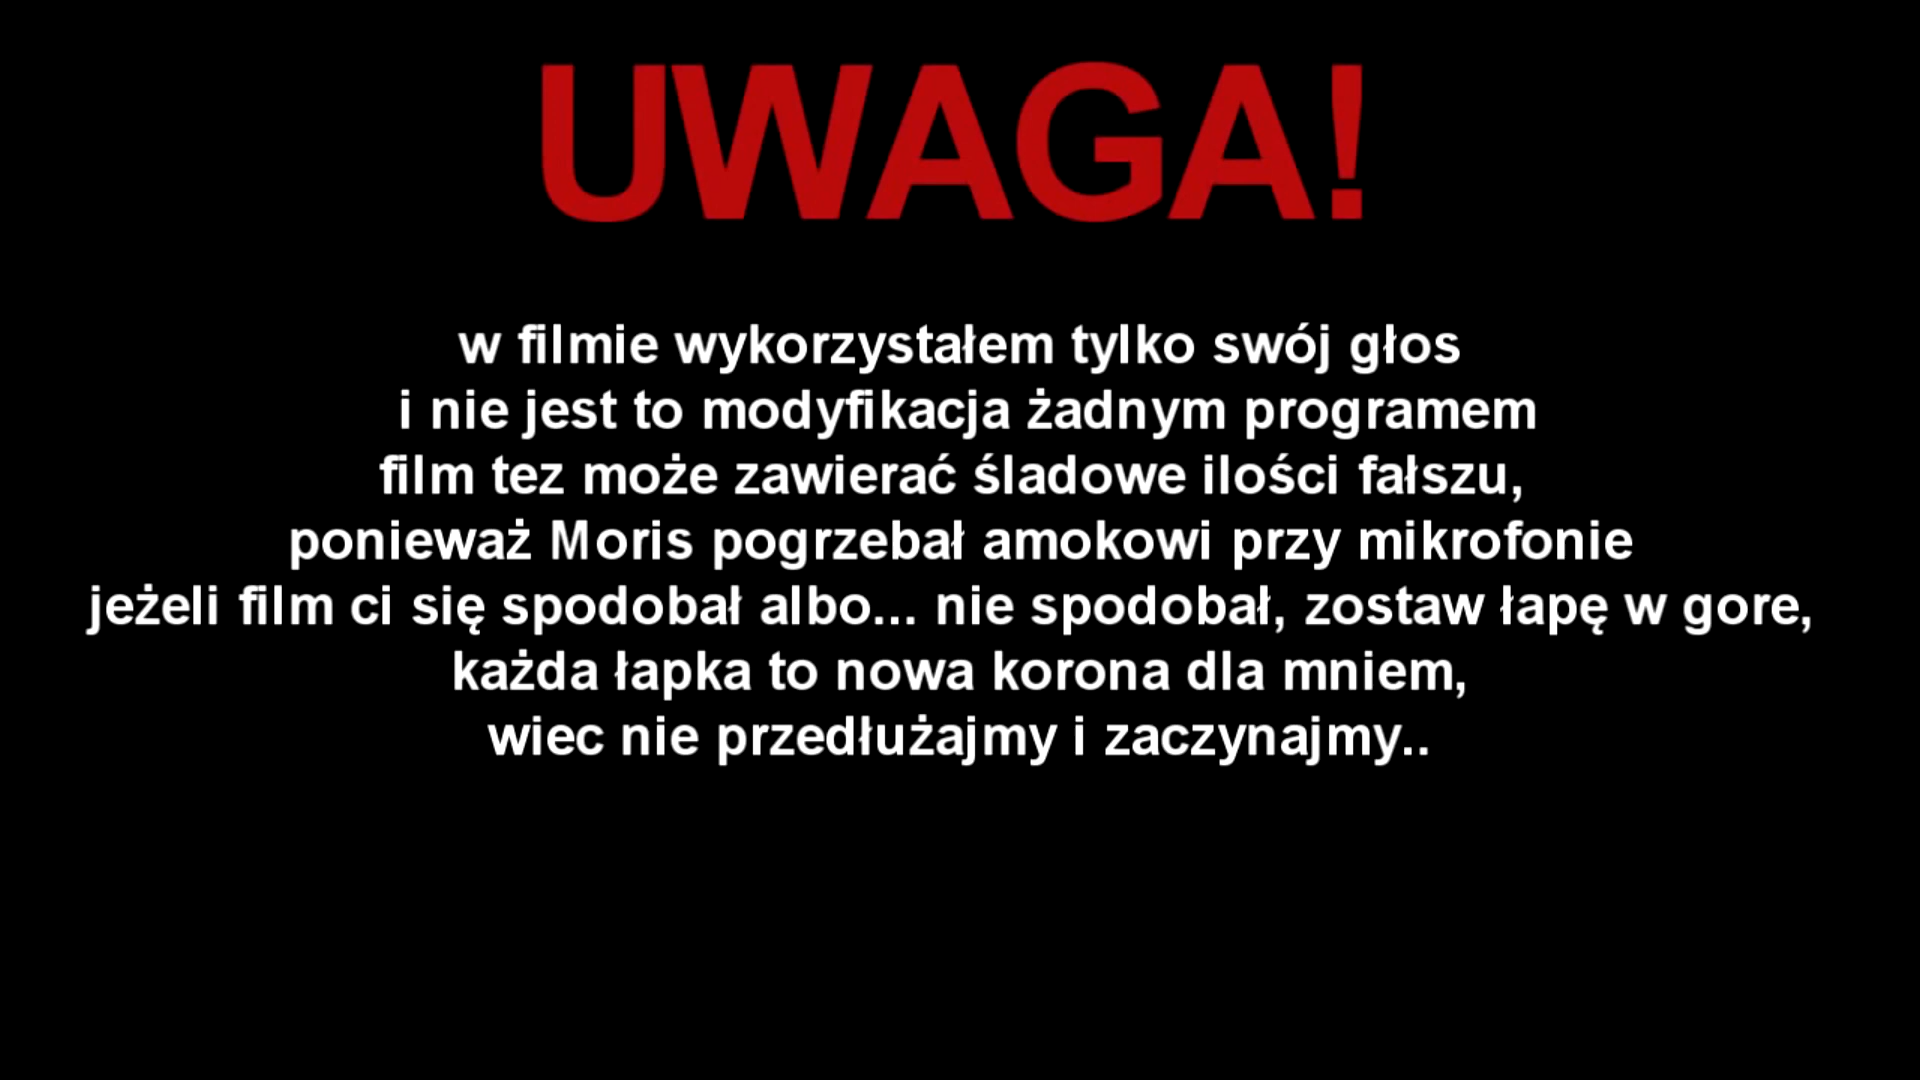 UWAGA!
w filmie wykorzystałem tylko swój głos
i nie jest to modyfikacja żadnym programem
film tez może zawierać śladowe ilości fałszu,
ponieważ Moris pogrzebał amokowi przy mikrofonie
jeżeli film ci się spodobał albo... nie spodobał, zostaw łapę w gore,
każda łapka to nowa korona dla mniem,
wiec nie przedłużajmy i zaczynajmy..